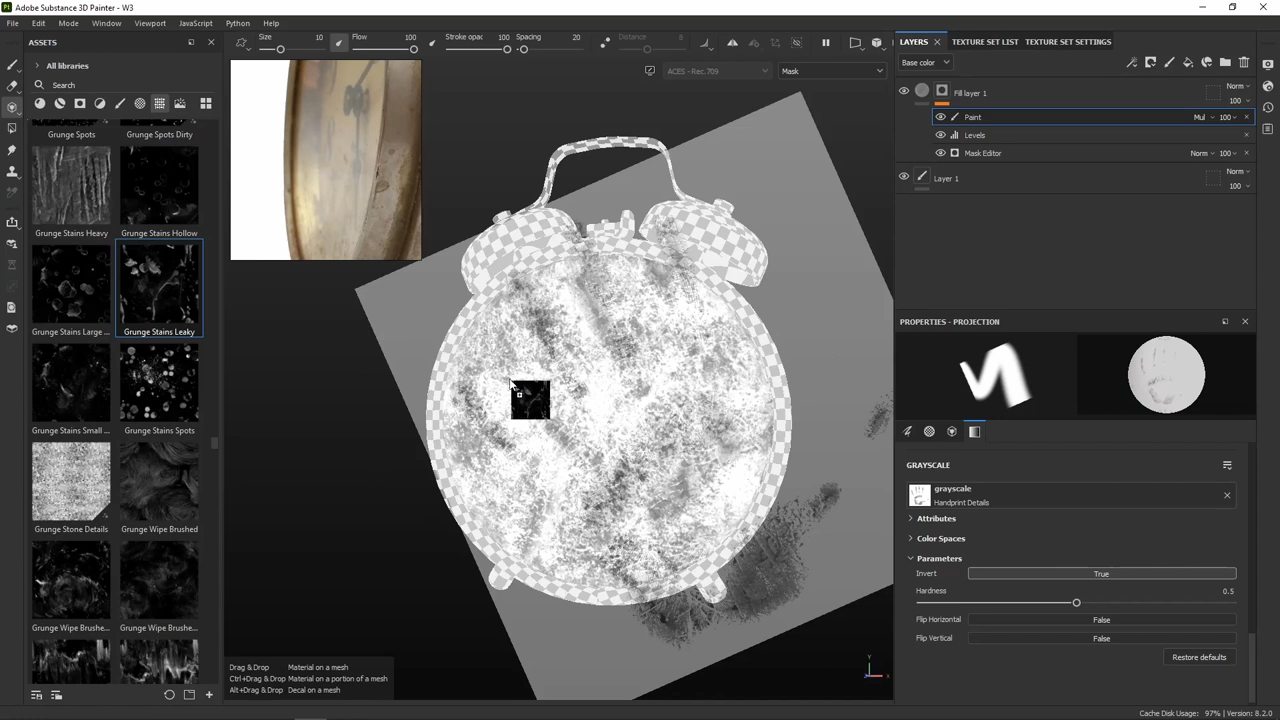 Adobe Substance 3D Painter - W3
File Edit Mode Window Viewport JavaScript Python Help
ASSETS
All libraries
Search
Grunge Spots Grunge Spots Dirty
Grunge Stains Heavy Grunge Stains Hollow
Grunge Stains Large ... Grunge Stains Leaky
Grunge Stains Small ... Grunge Stains Spots
Grunge Stone Details Grunge Wipe Brushed
Grunge Wipe Brushe... Grunge Wipe Brushe...
Size 10 Flow 100 Stroke opac 100 Spacing 20 Distance 8
ACES - Rec.709 Mask
Drag & Drop Material on a mesh
Ctrl+Drag & Drop Material on a portion of a mesh
Alt+Drag & Drop Decal on a mesh
Y
Z X
LAYERS TEXTURE SET LIST TEXTURE SET SETTINGS
Base color
Fill layer 1 Norm 100
Paint Mul 100
Levels
Mask Editor Norm 100
Layer 1 Norm 100
PROPERTIES - PROJECTION
GRAYSCALE
grayscale
Handprint Details
Attributes
Color Spaces
Parameters
Invert True
Hardness 0.5
Flip Horizontal False
Flip Vertical False
Restore defaults
Cache Disk Usage: 97% | Version: 8.2.0